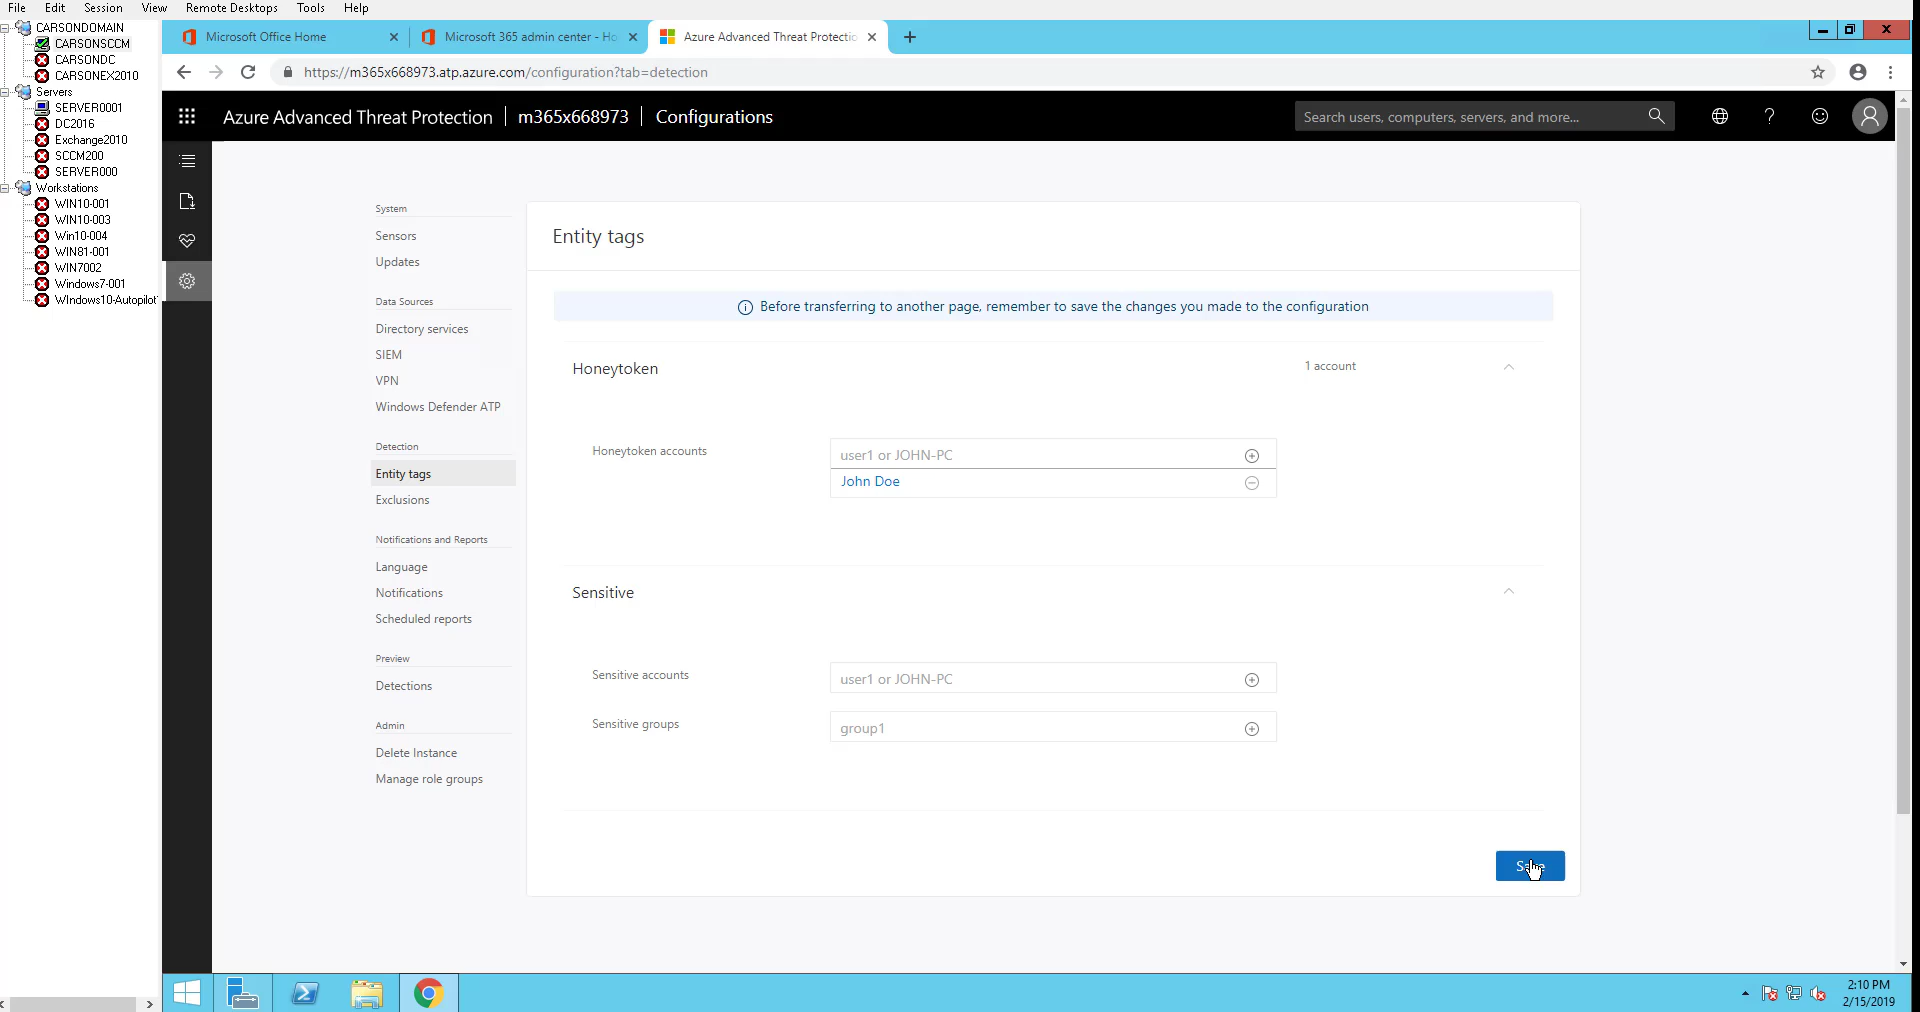 File Edit Session View Remote Desktops Tools Help
CARSONDOMAIN
CARSONSCCM
CARSONDC
CARSONEX2010
Servers
SERVER0001
DC2016
Exchange2010
SCCM200
SERVER000
Workstations
WIN10-001
WIN10-003
Win10-004
WIN81-001
WIN7002
Windows7-001
WIndows10-Autopilot
Microsoft Office Home
Microsoft 365 admin center - Ho
Azure Advanced Threat Protectio
https://m365x668973.atp.azure.com/configuration?tab=detection
Azure Advanced Threat Protection | m365x668973 | Configurations
Search users, computers, servers, and more...
System
Sensors
Updates
Data Sources
Directory services
SIEM
VPN
Windows Defender ATP
Detection
Entity tags
Exclusions
Notifications and Reports
Language
Notifications
Scheduled reports
Preview
Detections
Admin
Delete Instance
Manage role groups
Entity tags
Before transferring to another page, remember to save the changes you made to the configuration
Honeytoken
1 account
Honeytoken accounts
user1 or JOHN-PC
John Doe
Sensitive
Sensitive accounts
user1 or JOHN-PC
Sensitive groups
group1
Save
2:10 PM
2/15/2019